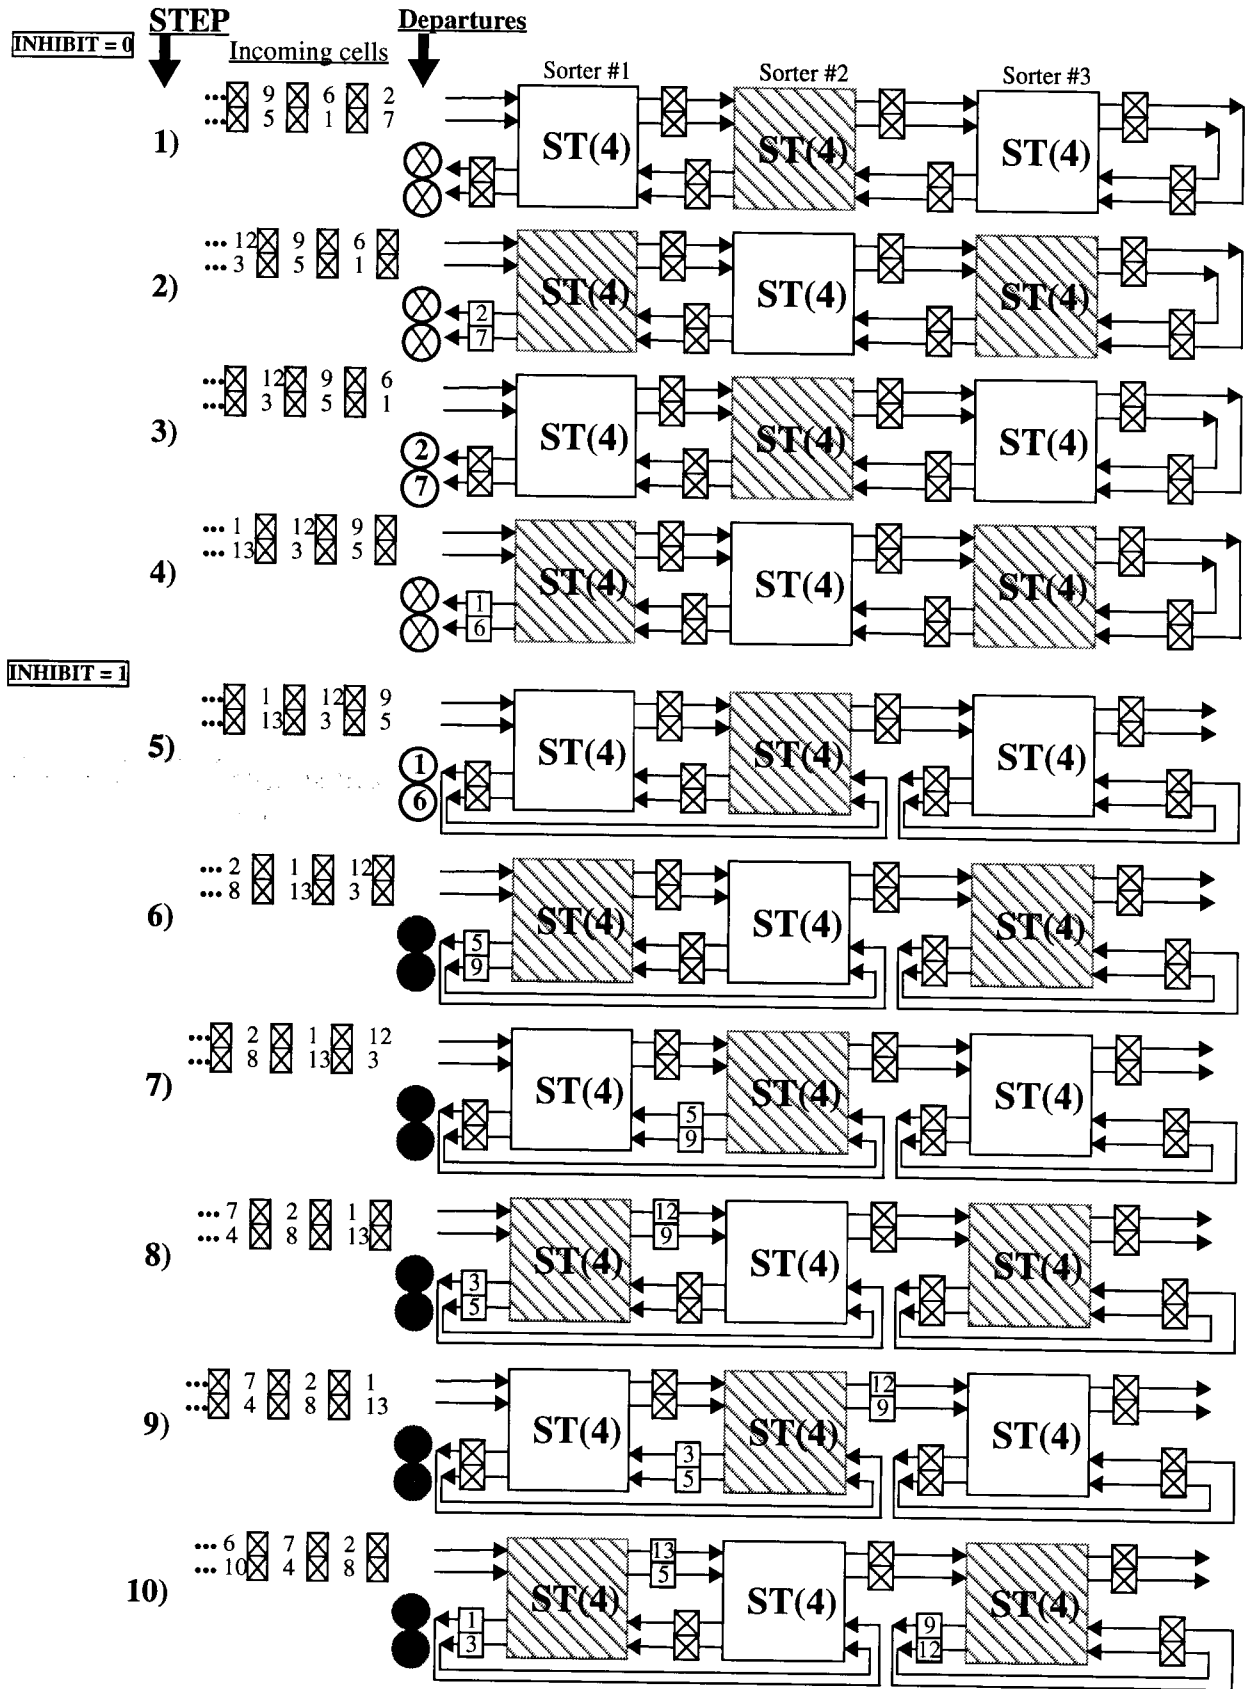 STEP Departures
INHIBIT = 0
Incoming cells
Sorter #1 Sorter #2 Sorter #3
... 9 6 2
... 5 1 7
1) ST(4) ST(4) ST(4)
... 12 9 6
... 3 5 1
2) ST(4) ST(4) ST(4)
2
7
... 12 9 6
... 3 5 1
3) ST(4) ST(4) ST(4)
2
7
... 1 12 9
... 13 3 5
4) ST(4) ST(4) ST(4)
1
6
INHIBIT = 1
... 1 12 9
... 13 3 5
5) ST(4) ST(4) ST(4)
1
6
... 2 1 12
... 8 13 3
6) ST(4) ST(4) ST(4)
5
9
... 2 1 12
... 8 13 3
7) ST(4) ST(4) ST(4)
5
9
... 7 2 1 12
... 4 8 13 9
8) ST(4) ST(4) ST(4)
3
5
... 7 2 1 12
... 4 8 13 9
9) ST(4) ST(4) ST(4)
3
5
... 6 7 2 13
... 10 4 8 5
10) ST(4) ST(4) ST(4)
1 9
3 12